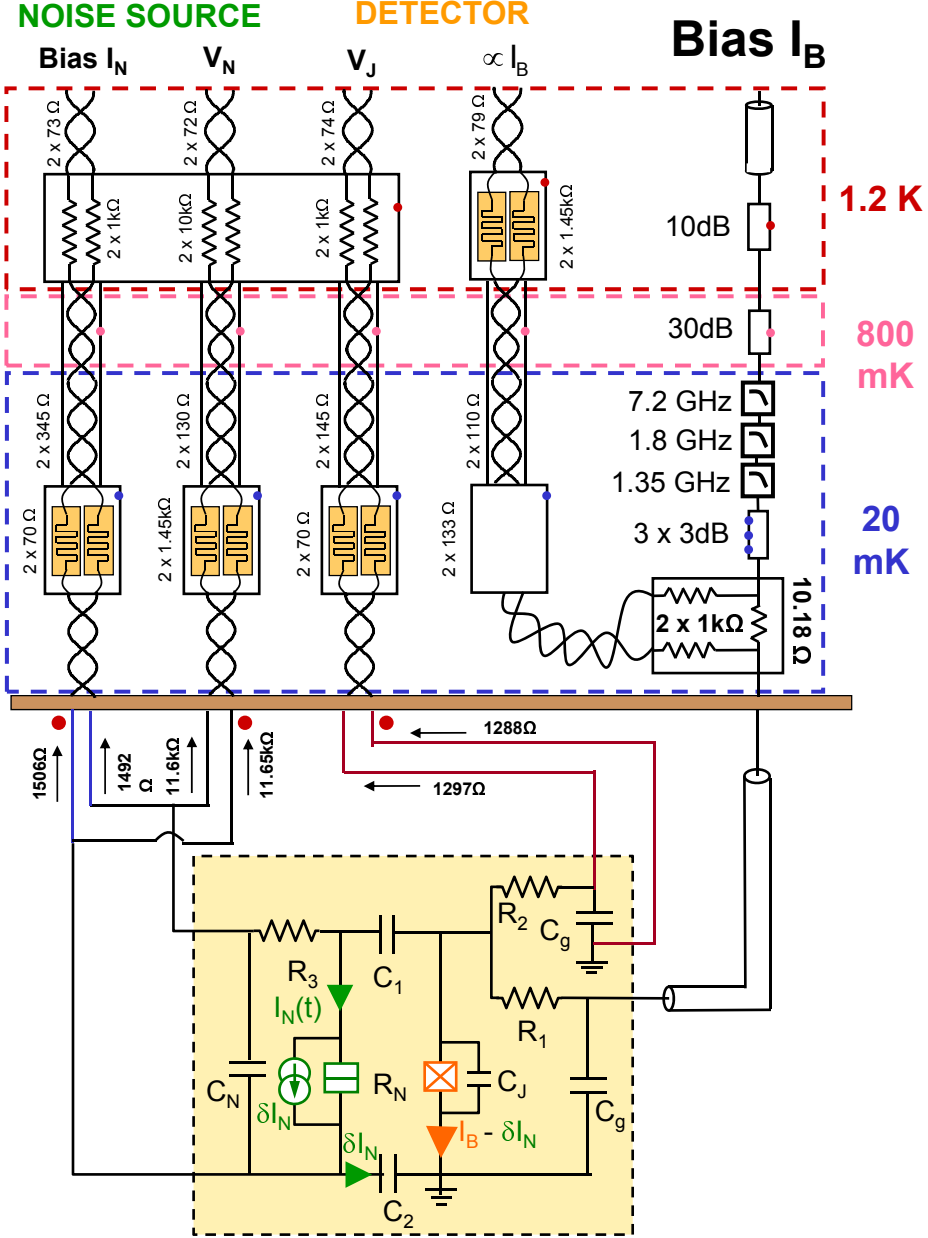 NOISE SOURCE
DETECTOR
Bias I_N
V_N
V_J
∝ I_B
Bias I_B
2 x 73 Ω
2 x 72 Ω
2 x 74 Ω
2 x 79 Ω
2 x 1kΩ
2 x 10kΩ
2 x 1kΩ
2 x 1.45kΩ
10dB
1.2 K
30dB
800
mK
2 x 345 Ω
2 x 130 Ω
2 x 145 Ω
2 x 110 Ω
7.2 GHz
1.8 GHz
1.35 GHz
2 x 70 Ω
2 x 1.45kΩ
2 x 70 Ω
2 x 133 Ω
3 x 3dB
20
mK
2 x 1kΩ
10.18 Ω
1506Ω
1492
Ω
11.6kΩ
11.65kΩ
1288Ω
1297Ω
R_3
C_1
R_2
C_g
I_N(t)
R_1
C_N
δI_N
R_N
C_J
C_g
δI_N
I_B - δI_N
C_2